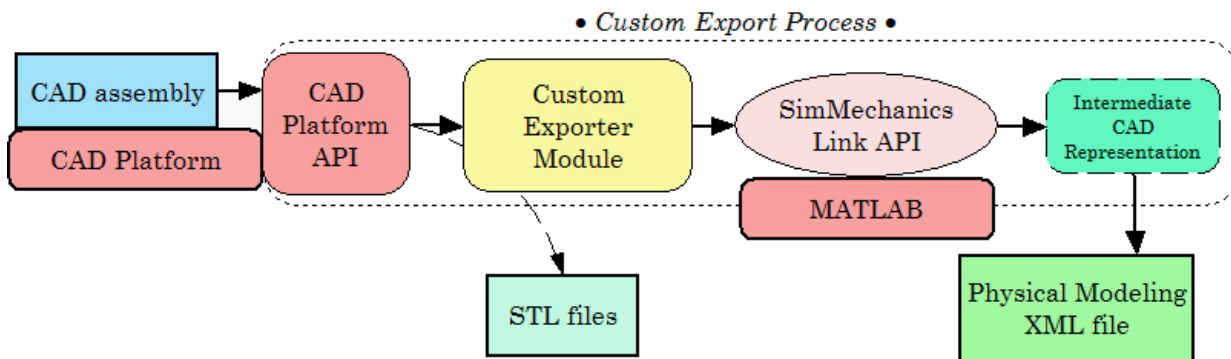 • Custom Export Process •
CAD assembly
CAD Platform
CAD
Platform
API
Custom
Exporter
Module
SimMechanics
Link API
MATLAB
Intermediate
CAD
Representation
STL files
Physical Modeling
XML file